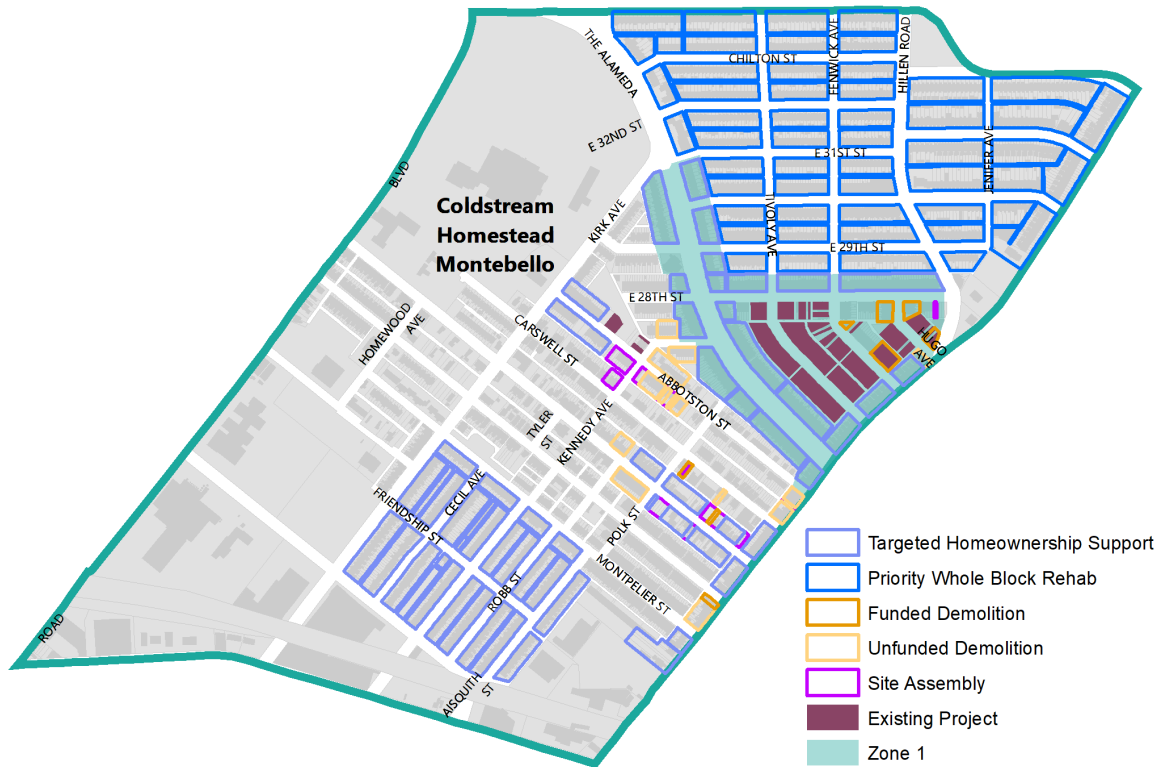 THE ALAMEDA
CHILTON ST
FENWICK AVE
HILLEN ROAD
E 32ND ST
E 31ST ST
JENIFER AVE
BLVD
Coldstream
Homestead
Montebello
KIRK AVE
TIVOLY AVE
E 29TH ST
E 28TH ST
HOMEWOOD
AVE
CARSWELL ST
HUGO
AVE
ABBOTSTON ST
TYLER
ST
KENNEDY AVE
CECIL AVE
FRIENDSHIP ST
POLK ST
ROBB ST
MONTPELIER ST
ROAD
AISQUITH
ST
Targeted Homeownership Support
Priority Whole Block Rehab
Funded Demolition
Unfunded Demolition
Site Assembly
Existing Project
Zone 1